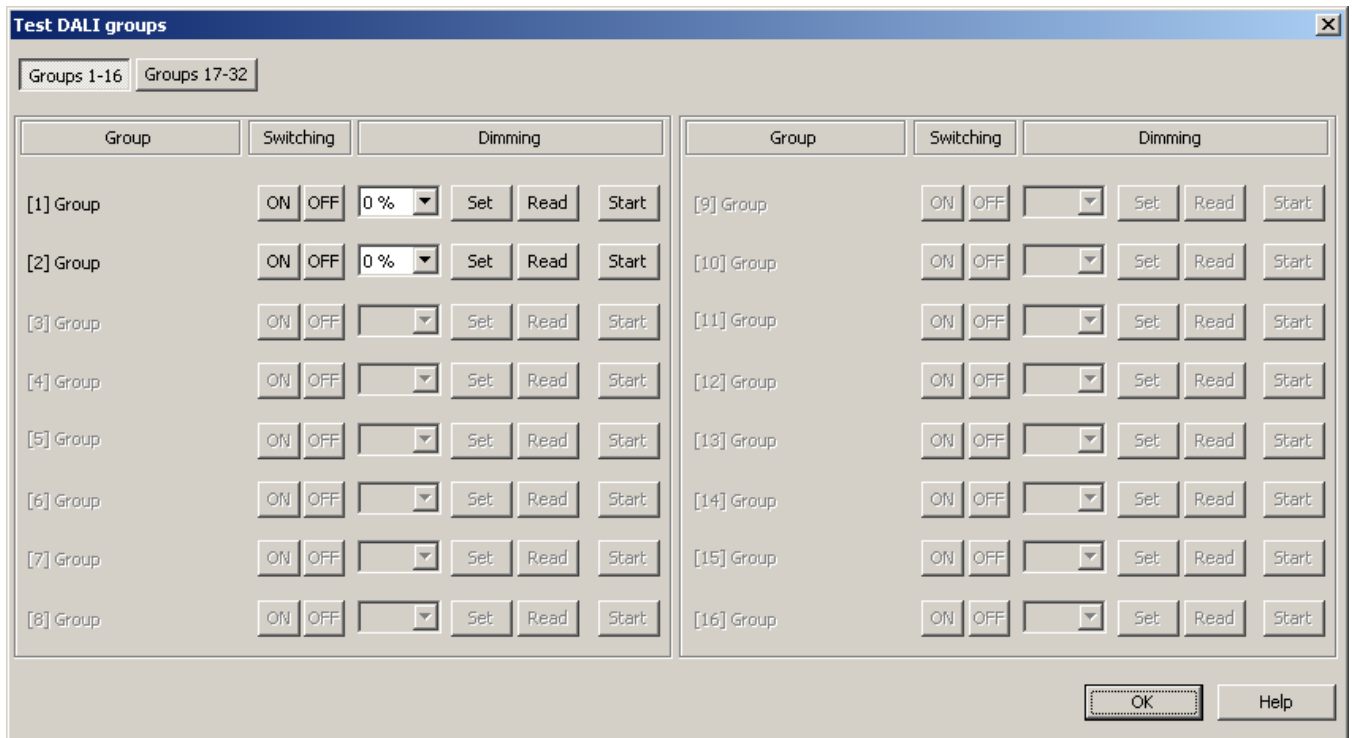 Test DALI groups
Groups 1-16 Groups 17-32
Group Switching Dimming Group Switching Dimming
[1] Group ON OFF 0 % Set Read Start [9] Group ON OFF Set Read Start
[2] Group ON OFF 0 % Set Read Start [10] Group ON OFF Set Read Start
[3] Group ON OFF Set Read Start [11] Group ON OFF Set Read Start
[4] Group ON OFF Set Read Start [12] Group ON OFF Set Read Start
[5] Group ON OFF Set Read Start [13] Group ON OFF Set Read Start
[6] Group ON OFF Set Read Start [14] Group ON OFF Set Read Start
[7] Group ON OFF Set Read Start [15] Group ON OFF Set Read Start
[8] Group ON OFF Set Read Start [16] Group ON OFF Set Read Start
OK Help